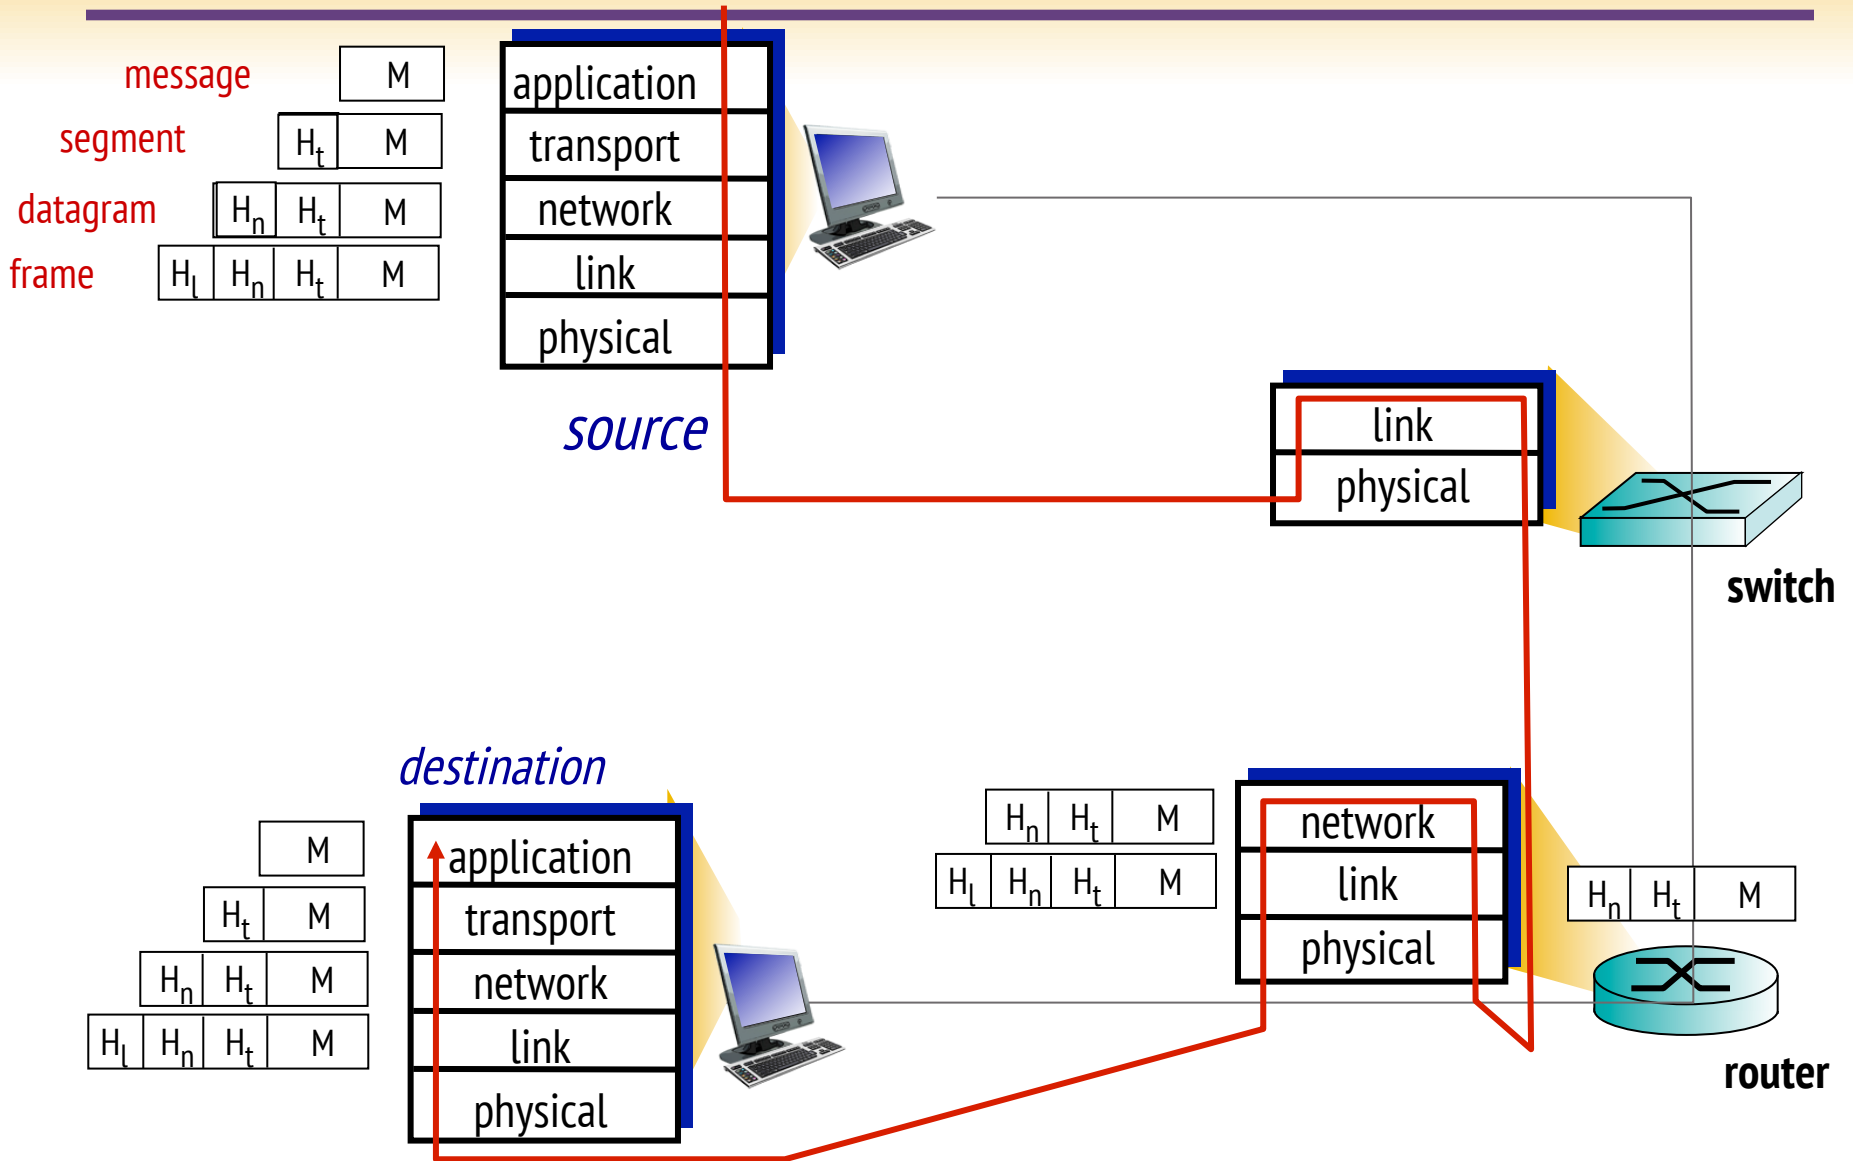 message M
segment Ht M
datagram Hn Ht M
frame Hl Hn Ht M
application
transport
network
link
physical
source
link
physical
switch
destination
M
Ht M
Hn Ht M
Hl Hn Ht M
application
transport
network
link
physical
Hn Ht M
Hl Hn Ht M
network
link
physical
Hn Ht M
router